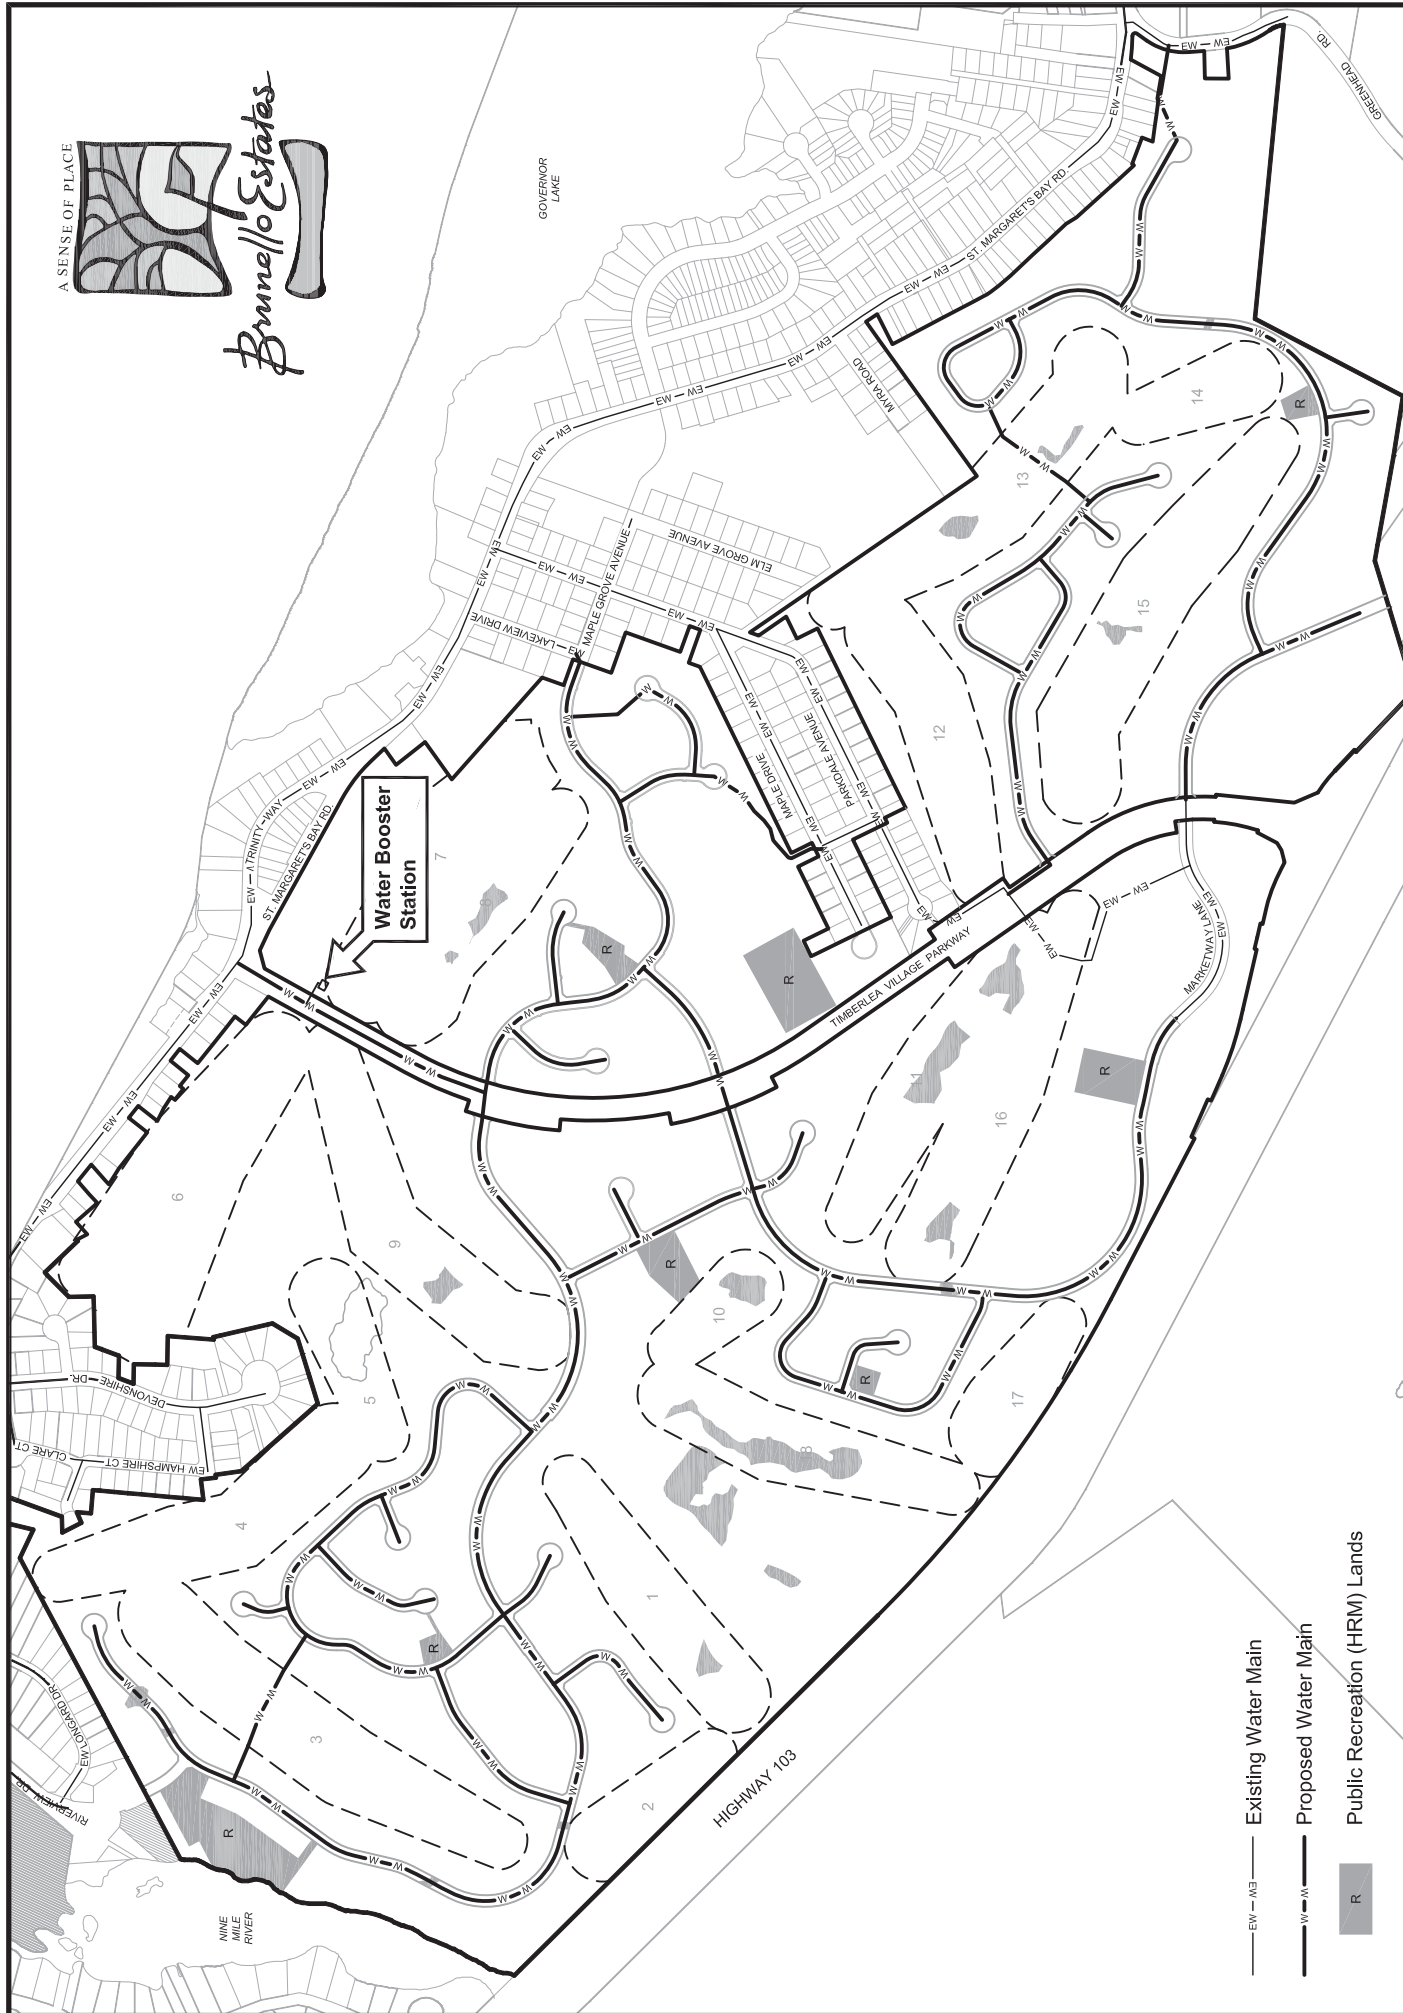 A SENSE OF PLACE
Brunello Estates
GOVERNOR
LAKE
GREENHEAD
RD.
ST. MARGARET'S BAY RD.
MYRA ROAD
ELM GROVE AVENUE
MAPLE GROVE AVENUE
LAKEVIEW DRIVE
MAPLE DRIVE
PARKDALE AVENUE
TRINITY WAY
ST. MARGARET'S BAY RD.
Water Booster
Station
TIMBERLEA VILLAGE PARKWAY
MARKETWAY LANE
DEVONSHIRE DR.
CLARE CT.
HAMPSHIRE CT
LONGARD DR
RIVERVIEW DR
NINE
MILE
RIVER
HIGHWAY 103
1
2
3
4
5
6
7
8
9
10
11
12
13
14
15
16
17
18
R
R
R
R
R
R
R
R
EW EW Existing Water Main
W W Proposed Water Main
R Public Recreation (HRM) Lands